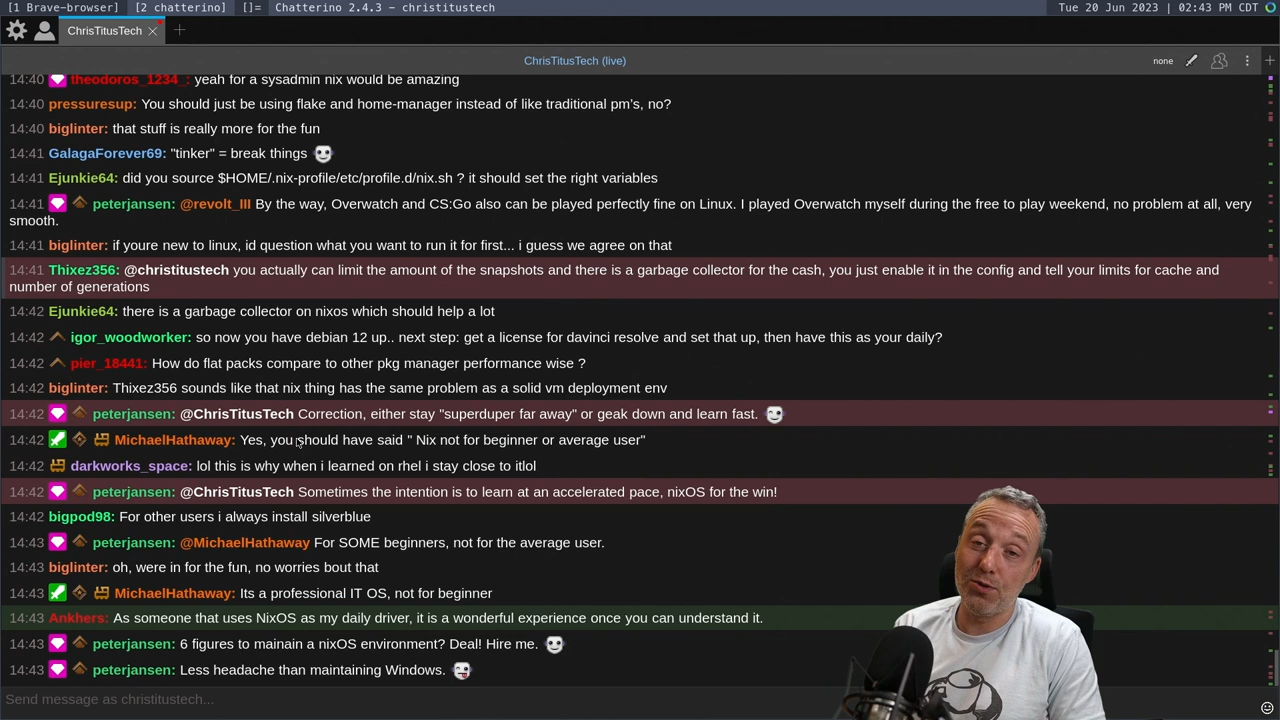 [1 Brave-browser] [2 chatterino] []= Chatterino 2.4.3 - christitustech Tue 20 Jun 2023 | 02:43 PM CDT
ChrisTitusTech
ChrisTitusTech (live) none
14:40 theodoros_1234_: yeah for a sysadmin nix would be amazing
14:40 pressuresup: You should just be using flake and home-manager instead of like traditional pm's, no?
14:40 biglinter: that stuff is really more for the fun
14:41 GalagaForever69: "tinker" = break things
14:41 Ejunkie64: did you source $HOME/.nix-profile/etc/profile.d/nix.sh ? it should set the right variables
14:41 peterjansen: @revolt_III By the way, Overwatch and CS:Go also can be played perfectly fine on Linux. I played Overwatch myself during the free to play weekend, no problem at all, very
smooth.
14:41 biglinter: if youre new to linux, id question what you want to run it for first... i guess we agree on that
14:41 Thixez356: @christitustech you actually can limit the amount of the snapshots and there is a garbage collector for the cash, you just enable it in the config and tell your limits for cache and
number of generations
14:42 Ejunkie64: there is a garbage collector on nixos which should help a lot
14:42 igor_woodworker: so now you have debian 12 up.. next step: get a license for davinci resolve and set that up, then have this as your daily?
14:42 pier_18441: How do flat packs compare to other pkg manager performance wise ?
14:42 biglinter: Thixez356 sounds like that nix thing has the same problem as a solid vm deployment env
14:42 peterjansen: @ChrisTitusTech Correction, either stay "superduper far away" or geak down and learn fast.
14:42 MichaelHathaway: Yes, you should have said " Nix not for beginner or average user"
14:42 darkworks_space: lol this is why when i learned on rhel i stay close to itlol
14:42 peterjansen: @ChrisTitusTech Sometimes the intention is to learn at an accelerated pace, nixOS for the win!
14:42 bigpod98: For other users i always install silverblue
14:43 peterjansen: @MichaelHathaway For SOME beginners, not for the average user.
14:43 biglinter: oh, were in for the fun, no worries bout that
14:43 MichaelHathaway: Its a professional IT OS, not for beginner
14:43 Ankhers: As someone that uses NixOS as my daily driver, it is a wonderful experience once you can understand it.
14:43 peterjansen: 6 figures to mainain a nixOS environment? Deal! Hire me.
14:43 peterjansen: Less headache than maintaining Windows.
Send message as christitustech...